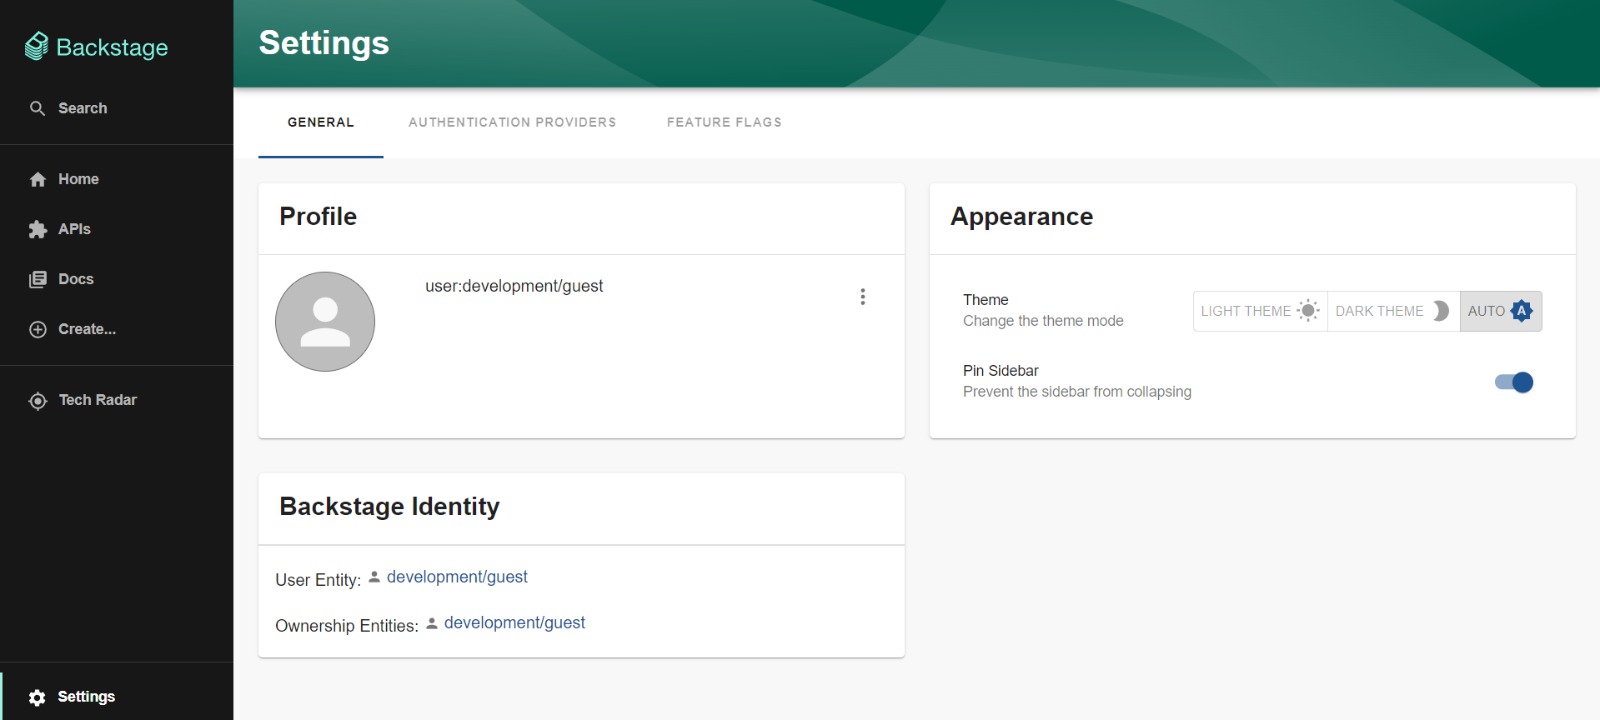 Backstage
Search
Home
APIs
Docs
Create...
Tech Radar
Settings
Settings
GENERAL
AUTHENTICATION PROVIDERS
FEATURE FLAGS
Profile
user:development/guest
Appearance
Theme
Change the theme mode
LIGHT THEME
DARK THEME
AUTO
A
Pin Sidebar
Prevent the sidebar from collapsing
Backstage Identity
User Entity: development/guest
Ownership Entities: development/guest